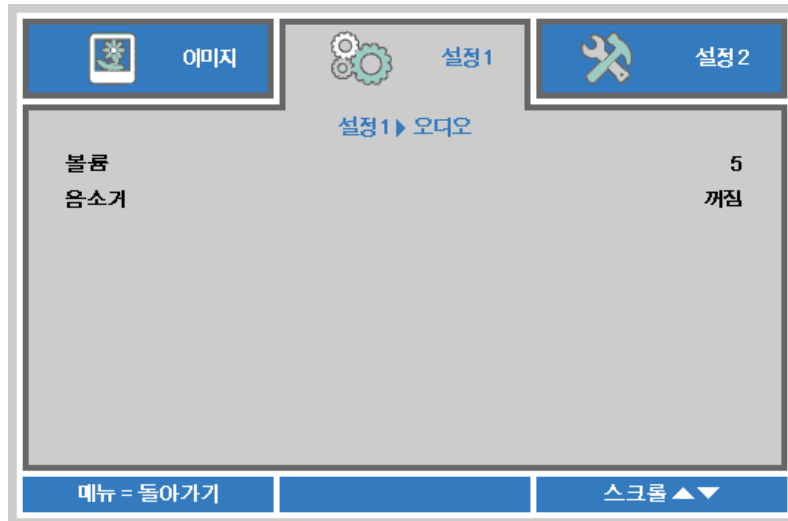 이미지
설정1
설정2
설정1▶오디오
볼륨 5
음소거 꺼짐
메뉴 = 돌아가기
스크롤▲▼